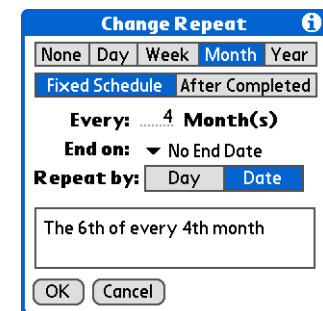 Change Repeat i
None Day Week Month Year
Fixed Schedule After Completed
Every: 4 Month(s)
End on: No End Date
Repeat by: Day Date
The 6th of every 4th month
OK Cancel